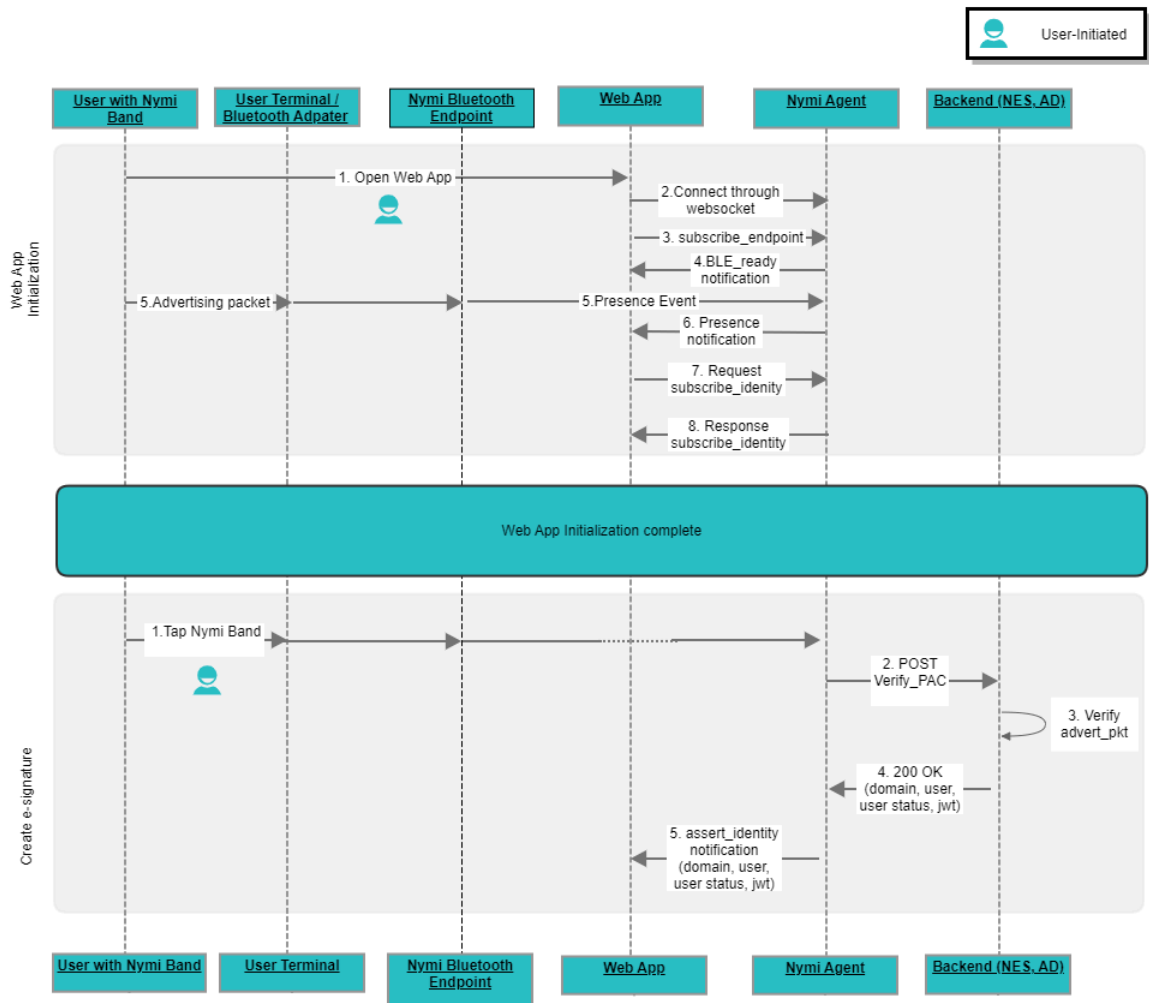 User-Initiated
User with Nymi
Band
User Terminal /
Bluetooth Adpater
Nymi Bluetooth
Endpoint
Web App
Nymi Agent
Backend (NES, AD)
Web App
Initialization
1. Open Web App
2.Connect through
websocket
3. subscribe_endpoint
4.BLE_ready
notification
5.Advertising packet
5.Presence Event
6. Presence
notification
7. Request
subscribe_idenity
8. Response
subscribe_identity
Web App Initialization complete
Create e-signature
1.Tap Nymi Band
2. POST
Verify_PAC
3. Verify
advert_pkt
4. 200 OK
(domain, user,
user status, jwt)
5. assert_identity
notification
(domain, user,
user status, jwt)
User with Nymi Band
User Terminal
Nymi Bluetooth
Endpoint
Web App
Nymi Agent
Backend (NES, AD)